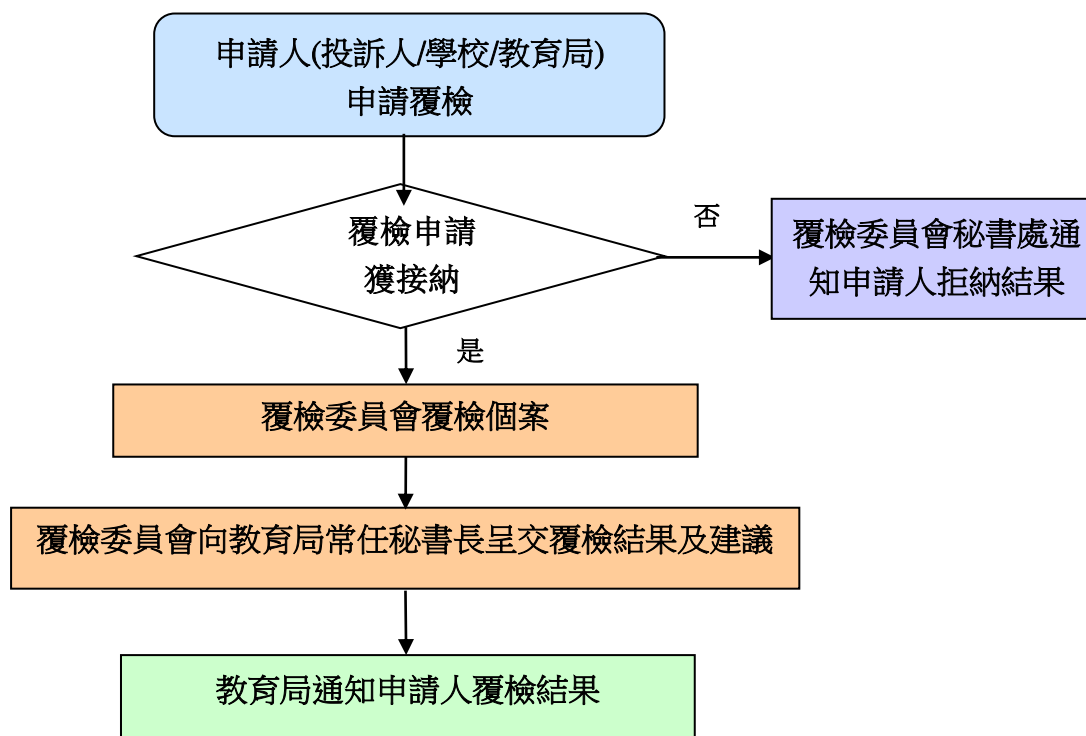 申請人(投訴人/學校/教育局)
申請覆檢
覆檢申請
獲接納
否
覆檢委員會秘書處通
知申請人拒納結果
是
覆檢委員會覆檢個案
覆檢委員會向教育局常任秘書長呈交覆檢結果及建議
教育局通知申請人覆檢結果